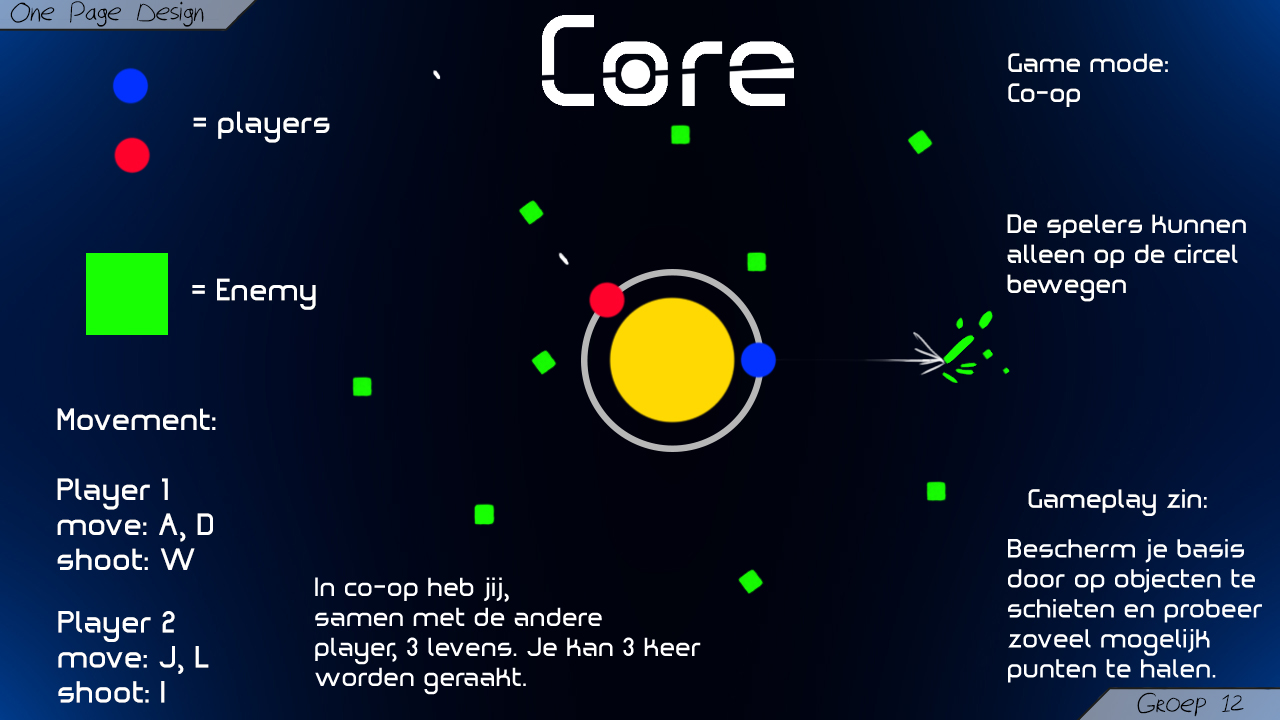 One Page Design
Core
= players
= Enemy
Movement:
Player 1
move: A, D
shoot: W
Player 2
move: J, L
shoot: I
In co-op heb jij,
samen met de andere
player, 3 levens. Je kan 3 keer
worden geraakt.
Game mode:
Co-op
De spelers kunnen
alleen op de circel
bewegen
Gameplay zin:
Bescherm je basis
door op objecten te
schieten en probeer
zoveel mogelijk
punten te halen.
Groep 12